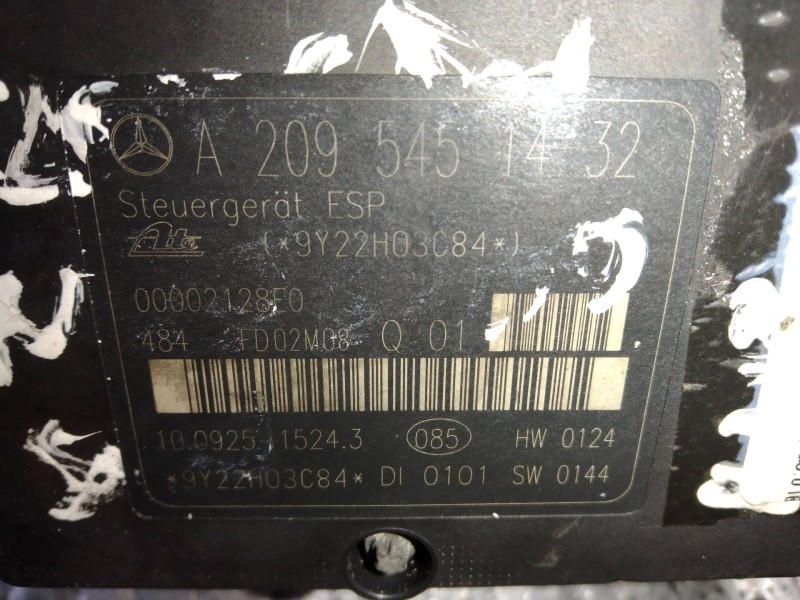 A 209 545 14 32
Steuergerät ESP
Ate (*9Y22H03C84*)
00002128E0
484 FD02M08 Q 01
10.0925-1524.3 085 HW 0124
*9Y22H03C84* DI 0101 SW 0144